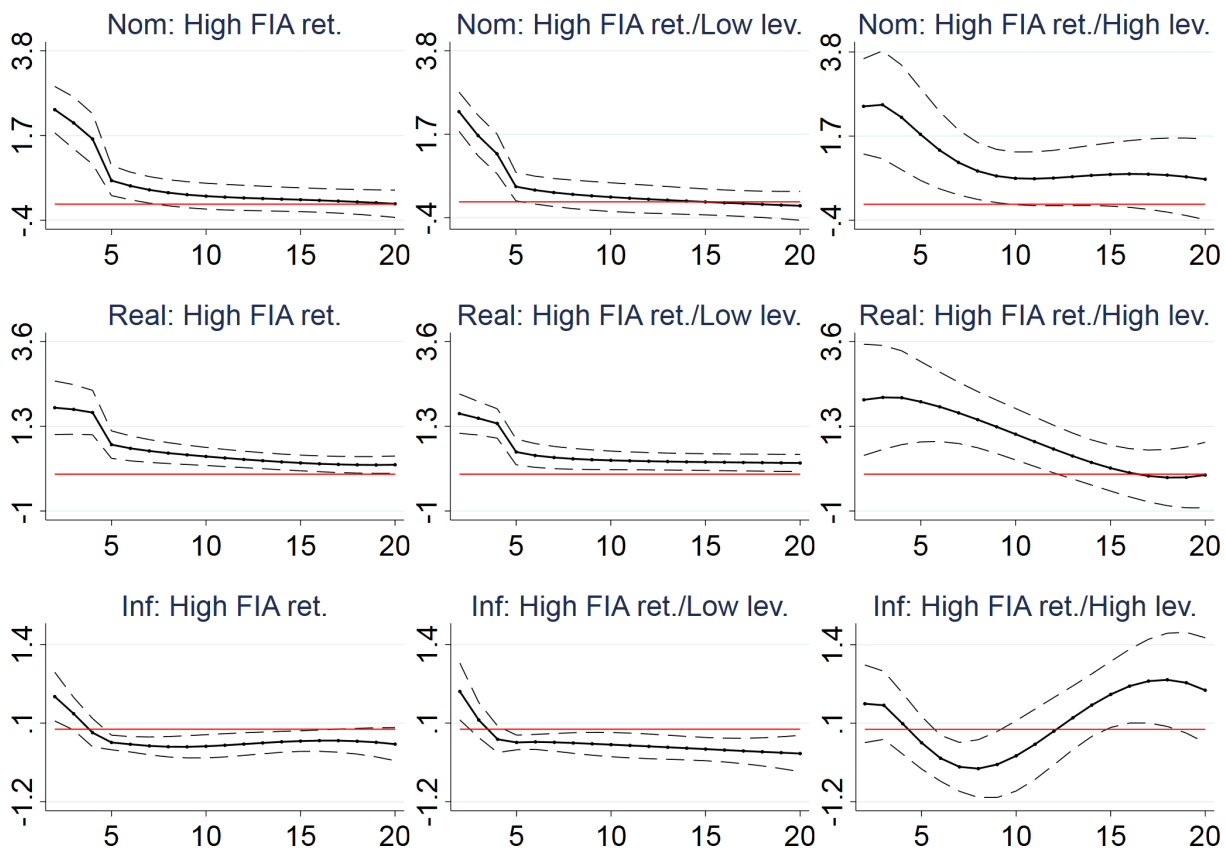 Nom: High FIA ret.
3.8
1.7
-.4
5 10 15 20
Nom: High FIA ret./Low lev.
3.8
1.7
-.4
5 10 15 20
Nom: High FIA ret./High lev.
3.8
1.7
-.4
5 10 15 20
Real: High FIA ret.
3.6
1.3
-1
5 10 15 20
Real: High FIA ret./Low lev.
3.6
1.3
-1
5 10 15 20
Real: High FIA ret./High lev.
3.6
1.3
-1
5 10 15 20
Inf: High FIA ret.
1.4
.1
-1.2
5 10 15 20
Inf: High FIA ret./Low lev.
1.4
.1
-1.2
5 10 15 20
Inf: High FIA ret./High lev.
1.4
.1
-1.2
5 10 15 20